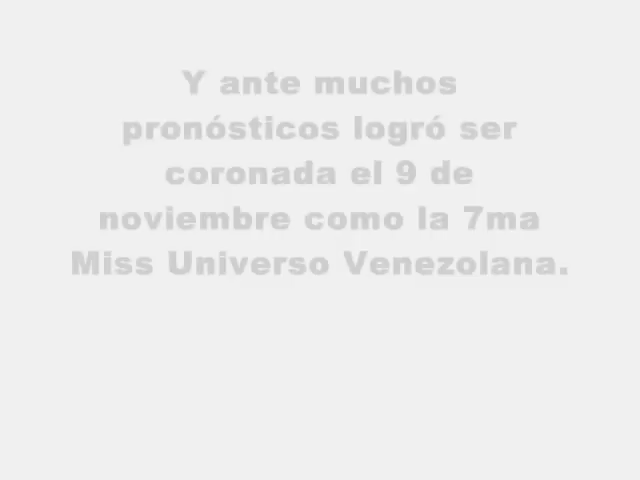 Y ante muchos
pronósticos logró ser
coronada el 9 de
noviembre como la 7ma
Miss Universo Venezolana.